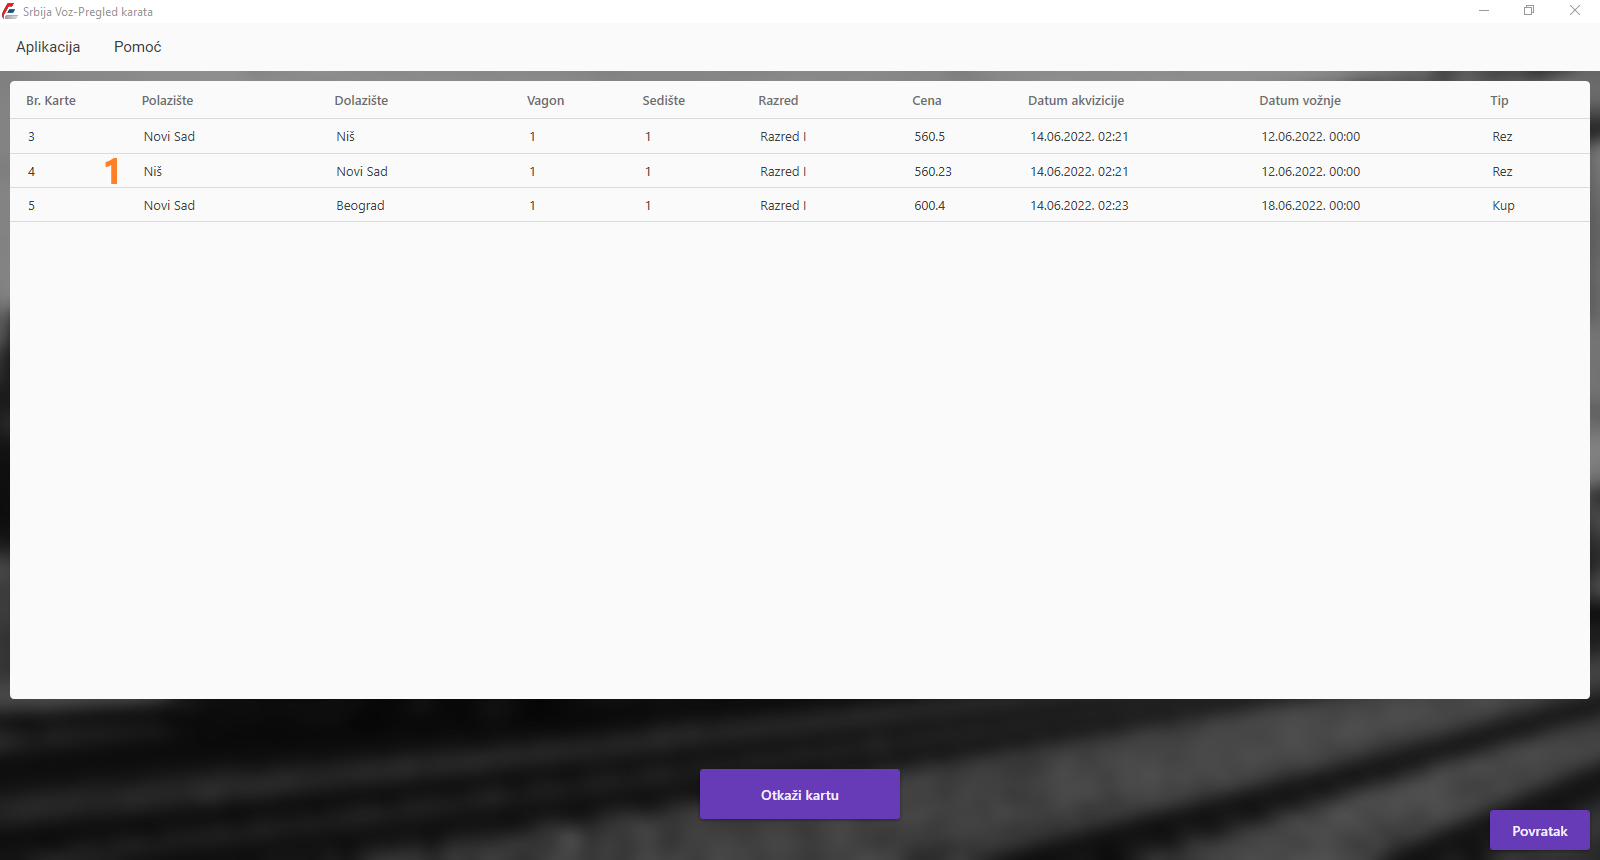 Srbija Voz-Pregled karata
Aplikacija Pomoć
Br. Karte Polazište Dolazište Vagon Sedište Razred Cena Datum akvizicije Datum vožnje Tip
3 Novi Sad Niš 1 1 Razred I 560.5 14.06.2022. 02:21 12.06.2022. 00:00 Rez
4 1 Niš Novi Sad 1 1 Razred I 560.23 14.06.2022. 02:21 12.06.2022. 00:00 Rez
5 Novi Sad Beograd 1 1 Razred I 600.4 14.06.2022. 02:23 18.06.2022. 00:00 Kup
Otkaži kartu
Povratak